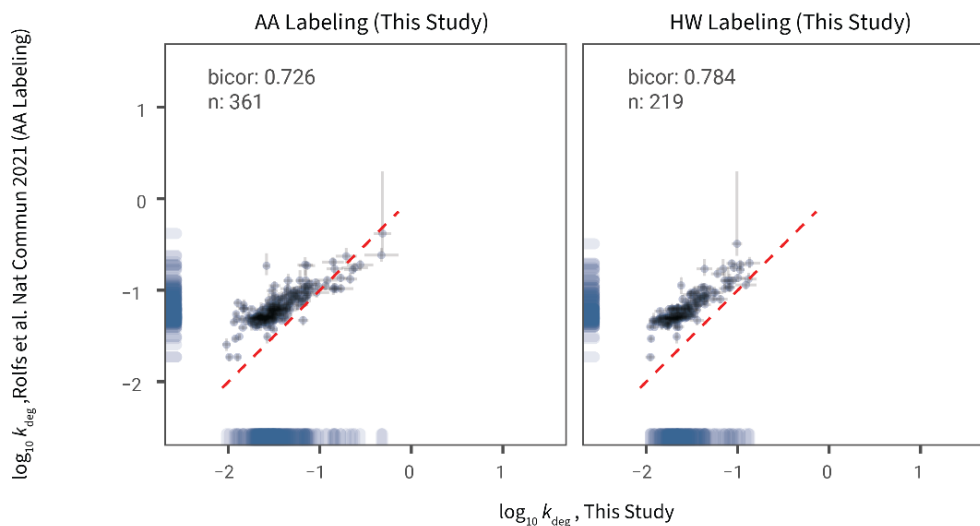 AA Labeling (This Study)
HW Labeling (This Study)
log10 kdeg ,Rolfs et al. Nat Commun 2021 (AA Labeling)
bicor: 0.726
n: 361
bicor: 0.784
n: 219
1
0
−1
−2
−2 −1 0 1
−2 −1 0 1
log10 kdeg , This Study